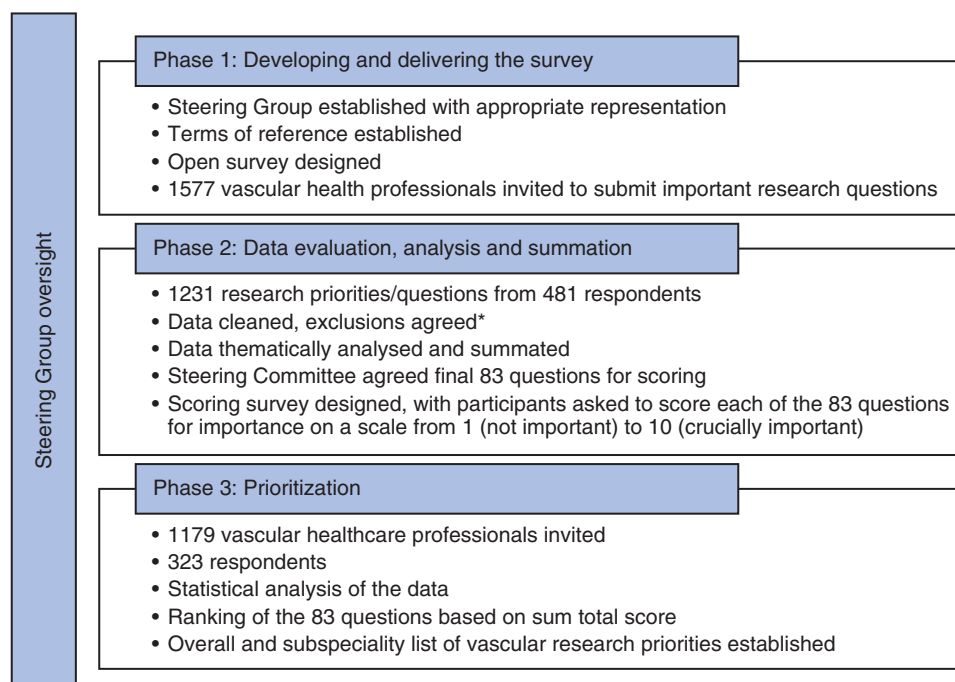 Steering Group oversight
Phase 1: Developing and delivering the survey
• Steering Group established with appropriate representation
• Terms of reference established
• Open survey designed
• 1577 vascular health professionals invited to submit important research questions
Phase 2: Data evaluation, analysis and summation
• 1231 research priorities/questions from 481 respondents
• Data cleaned, exclusions agreed*
• Data thematically analysed and summated
• Steering Committee agreed final 83 questions for scoring
• Scoring survey designed, with participants asked to score each of the 83 questions
for importance on a scale from 1 (not important) to 10 (crucially important)
Phase 3: Prioritization
• 1179 vascular healthcare professionals invited
• 323 respondents
• Statistical analysis of the data
• Ranking of the 83 questions based on sum total score
• Overall and subspeciality list of vascular research priorities established